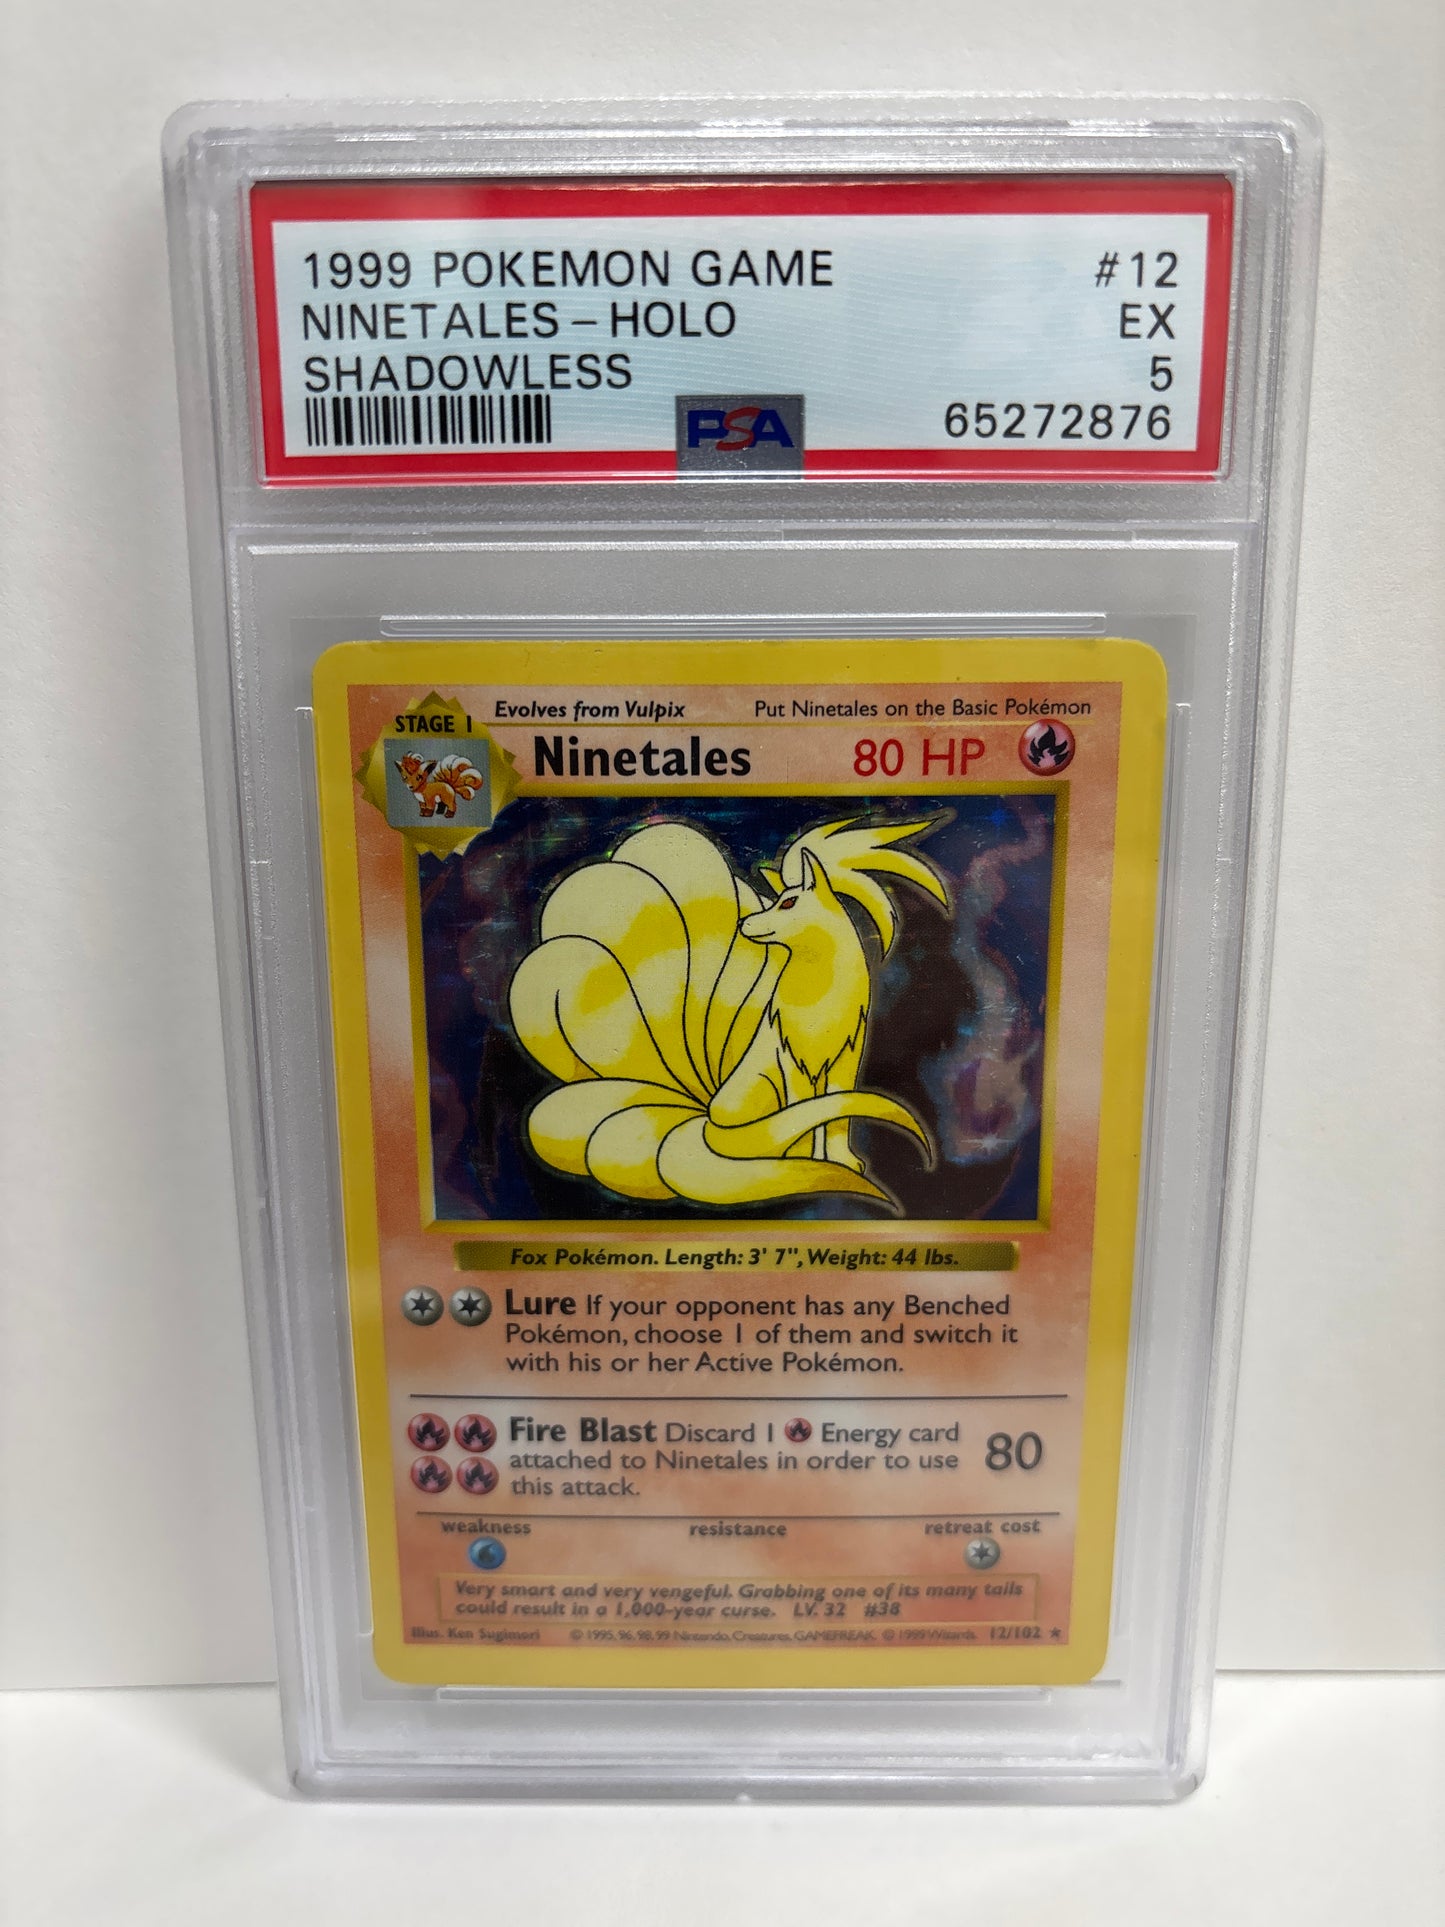 1999 POKEMON GAME #12
NINETALES - HOLO EX
SHADOWLESS 5
PSA 65272876
Evolves from Vulpix Put Ninetales on the Basic Pokémon
STAGE 1
Ninetales 80 HP
Fox Pokémon. Length: 3' 7", Weight: 44 lbs.
Lure If your opponent has any Benched
Pokémon, choose 1 of them and switch it
with his or her Active Pokémon.
Fire Blast Discard 1 Energy card
attached to Ninetales in order to use 80
this attack.
weakness resistance retreat cost
Very smart and very vengeful. Grabbing one of its many tails
could result in a 1,000-year curse. LV. 32 #38
Illus. Ken Sugimori © 1995, 96, 98, 99 Nintendo, Creatures, GAMEFREAK. © 1999 Wizards. 12/102 ★